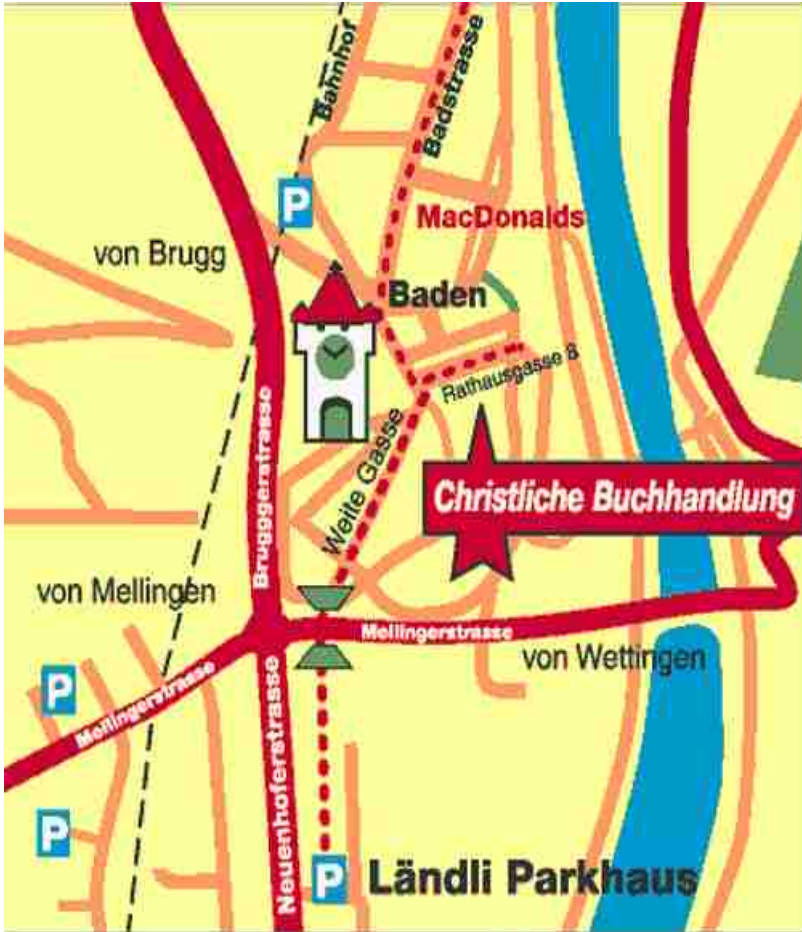 Bahnhof
Badstrasse
P
MacDonalds
von Brugg
Baden
Rathausgasse 8
Bruggerstrasse
Weite Gasse
Christliche Buchhandlung
von Mellingen
Mellingerstrasse
von Wettingen
P
Mellingerstrasse
Neuenhoferstrasse
P
P Ländli Parkhaus